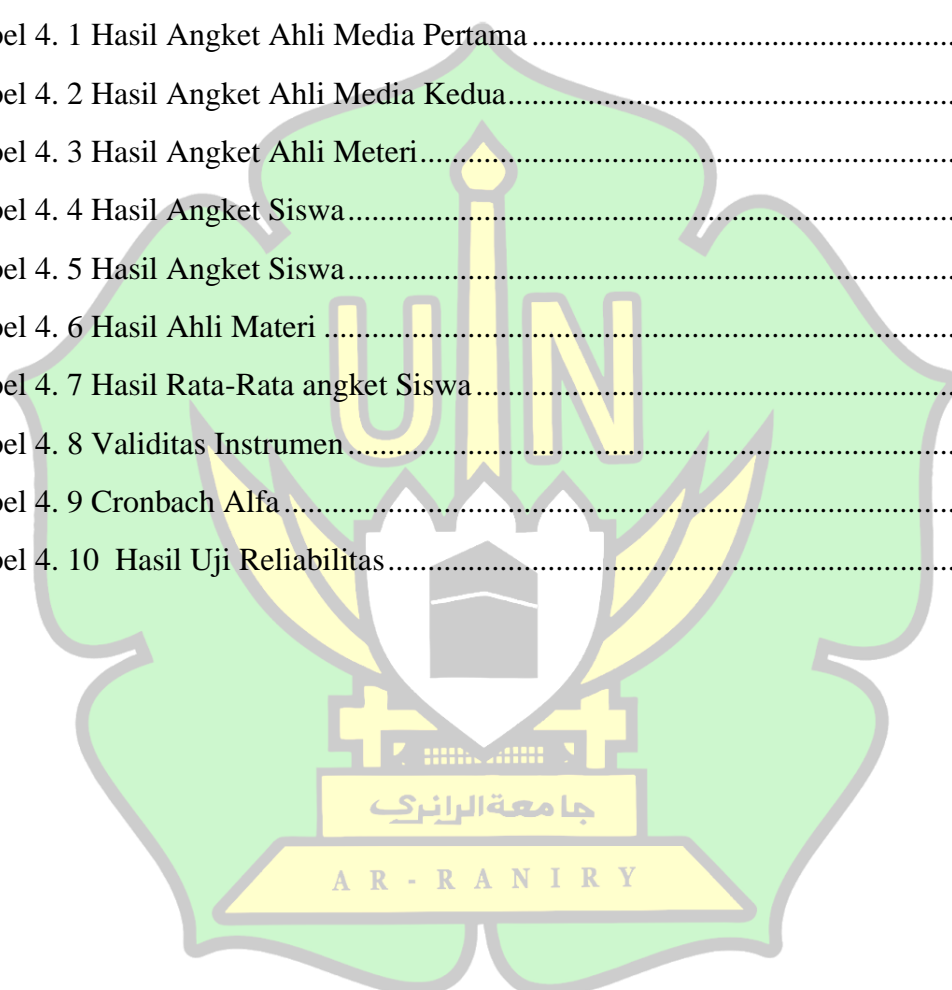 bel 4. 1 Hasil Angket Ahli Media Pertama
bel 4. 2 Hasil Angket Ahli Media Kedua
bel 4. 3 Hasil Angket Ahli Meteri
bel 4. 4 Hasil Angket Siswa
bel 4. 5 Hasil Angket Siswa
bel 4. 6 Hasil Ahli Materi
bel 4. 7 Hasil Rata-Rata angket Siswa
bel 4. 8 Validitas Instrumen
bel 4. 9 Cronbach Alfa
bel 4. 10 Hasil Uji Reliabilitas
UIN
جامعة الرانري
AR-RANIRY